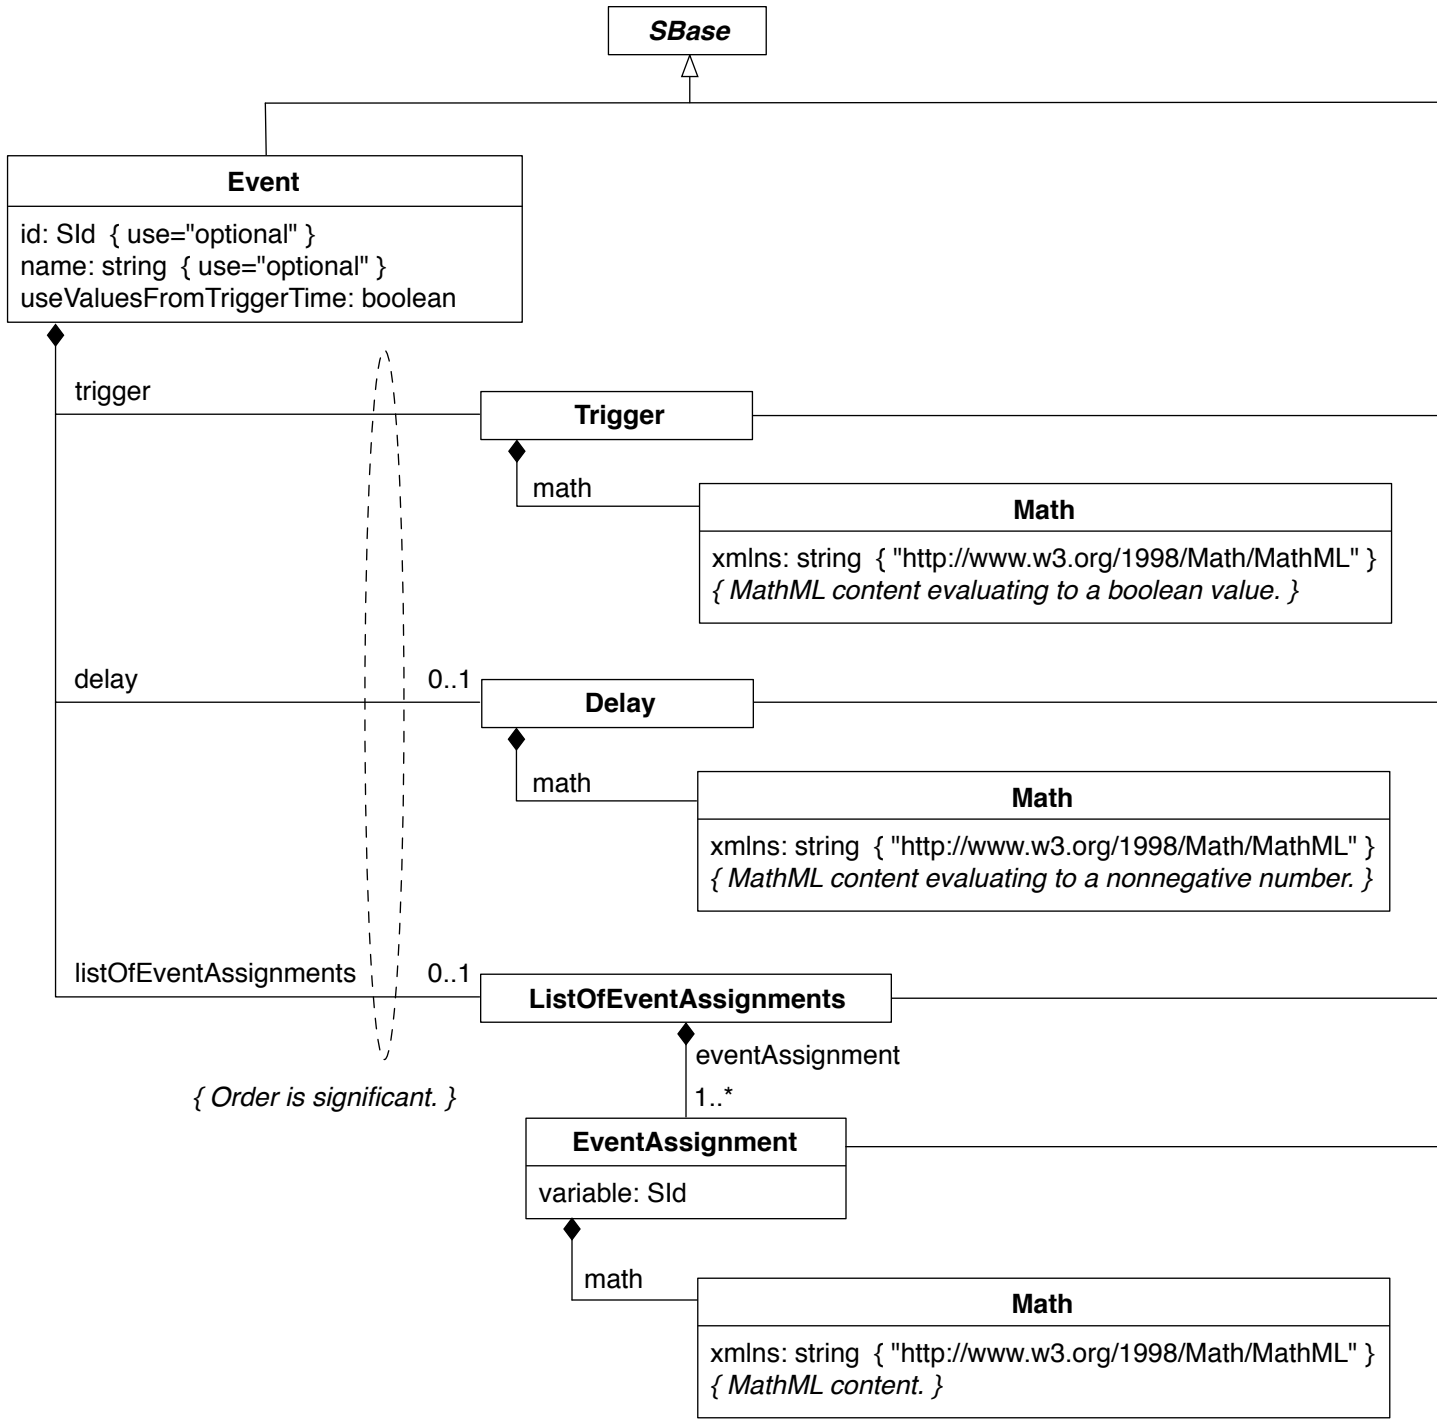 SBase
Event
id: SId { use="optional" }
name: string { use="optional" }
useValuesFromTriggerTime: boolean
trigger
Trigger
math
Math
xmlns: string { "http://www.w3.org/1998/Math/MathML" }
{ MathML content evaluating to a boolean value. }
delay
0..1
Delay
math
Math
xmlns: string { "http://www.w3.org/1998/Math/MathML" }
{ MathML content evaluating to a nonnegative number. }
listOfEventAssignments
0..1
ListOfEventAssignments
eventAssignment
{ Order is significant. }
1..*
EventAssignment
variable: SId
math
Math
xmlns: string { "http://www.w3.org/1998/Math/MathML" }
{ MathML content. }